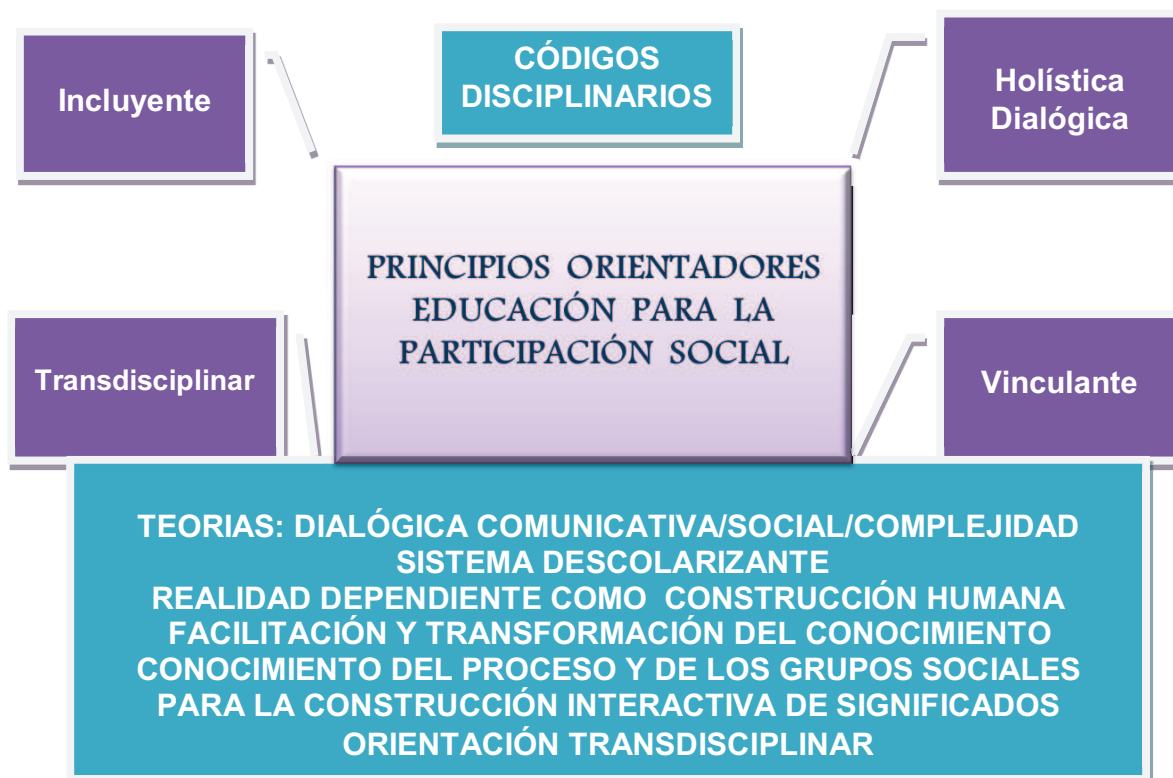 Incluyente
CÓDIGOS
DISCIPLINARIOS
Holística
Dialógica
PRINCIPIOS ORIENTADORES
EDUCACIÓN PARA LA
PARTICIPACIÓN SOCIAL
Transdisciplinar
Vinculante
TEORIAS: DIALÓGICA COMUNICATIVA/SOCIAL/COMPLEJIDAD
SISTEMA DESCOLARIZANTE
REALIDAD DEPENDIENTE COMO CONSTRUCCIÓN HUMANA
FACILITACIÓN Y TRANSFORMACIÓN DEL CONOCIMIENTO
CONOCIMIENTO DEL PROCESO Y DE LOS GRUPOS SOCIALES
PARA LA CONSTRUCCIÓN INTERACTIVA DE SIGNIFICADOS
ORIENTACIÓN TRANSDISCIPLINAR